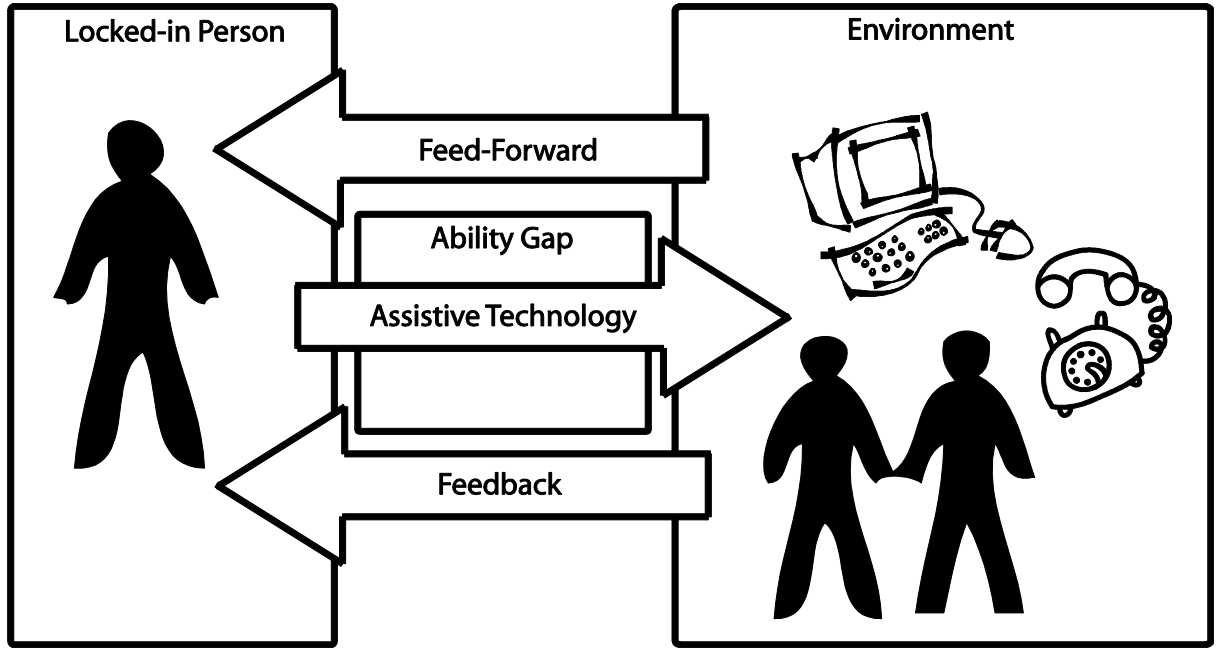 Locked-in Person
Environment
Feed-Forward
Ability Gap
Assistive Technology
Feedback